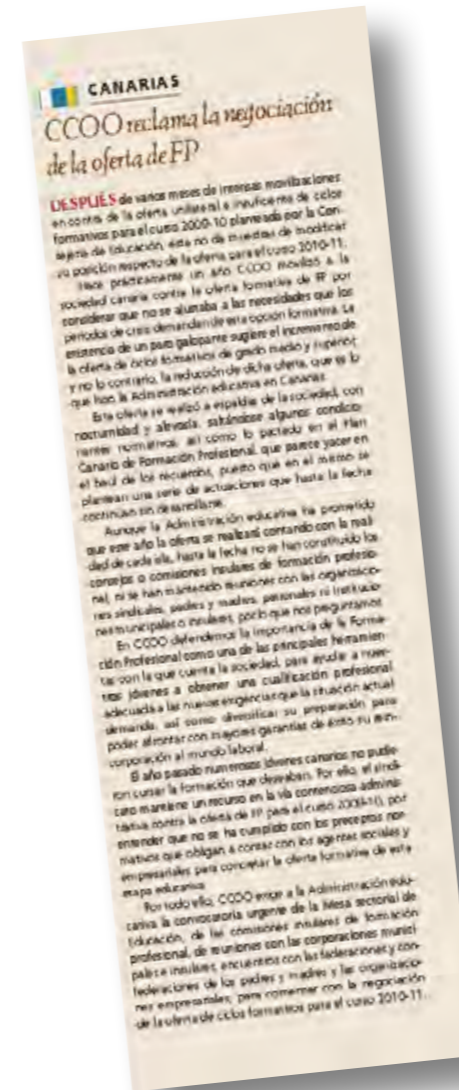 CANARIAS
CCOO reclama la negociación
de la oferta de FP
DESPUÉS de varios meses de intensas movilizaciones
en contra de la oferta unilateral e insuficiente de ciclos
formativos para el curso 2009-10 planteada por la Con-
sejería de Educación, ésta no da muestras de modificar
su posición respecto de la oferta para el curso 2010-11.
Hace prácticamente un año CCOO movilizó a la
sociedad canaria contra la oferta formativa de FP por
considerar que no se ajustaba a las necesidades que los
periodos de crisis demandan de esta opción formativa. La
existencia de un paro galopante sugiere el incremento de
la oferta de ciclos formativos de grado medio y superior,
y no lo contrario, la reducción de dicha oferta, que es lo
que hizo la Administración educativa en Canarias.
Esta oferta se realizó a espaldas de la sociedad, con
nocturnidad y alevosía, saltándose algunos condicio-
nantes normativos, así como lo pactado en el Plan
Canario de Formación Profesional, que parece yacer en
el baúl de los recuerdos, puesto que en el mismo se
plantean una serie de actuaciones que hasta la fecha
continúan sin desarrollarse.
Aunque la Administración educativa ha prometido
que este año la oferta se realizará contando con la reali-
dad de cada isla, hasta la fecha no se han constituido los
consejos o comisiones insulares de formación profesio-
nal, ni se han mantenido reuniones con las organizacio-
nes sindicales, padres y madres, personales ni institucio-
nes municipales o insulares, por lo que nos preguntamos
En CCOO defendemos la importancia de la Forma-
ción Profesional como una de las principales herramien-
tas con la que cuenta la sociedad, para ayudar a nues-
tros jóvenes a obtener una cualificación profesional
adecuada a las nuevas exigencias que la situación actual
demanda, así como diversificar su preparación para
poder afrontar con mayores garantías de éxito su in-
corporación al mundo laboral.
El año pasado numerosos jóvenes canarios no pudie-
ron cursar la formación que deseaban. Por ello, el sindi-
cato mantiene un recurso en la vía contenciosa adminis-
trativa contra la oferta de FP para el curso 2009-10, por
entender que no se ha cumplido con los preceptos nor-
mativos que obligan a contar con los agentes sociales y
empresariales para concretar la oferta formativa de esta
etapa educativa.
Por todo ello, CCOO exige a la Administración edu-
cativa la convocatoria urgente de la Mesa sectorial de
Educación, de las comisiones insulares de formación
profesional, de reuniones con las corporaciones munici-
pales e insulares, encuentros con las federaciones y con-
federaciones de los padres y madres y las organizacio-
nes empresariales, para comenzar con la negociación
de la oferta de ciclos formativos para el curso 2010-11.